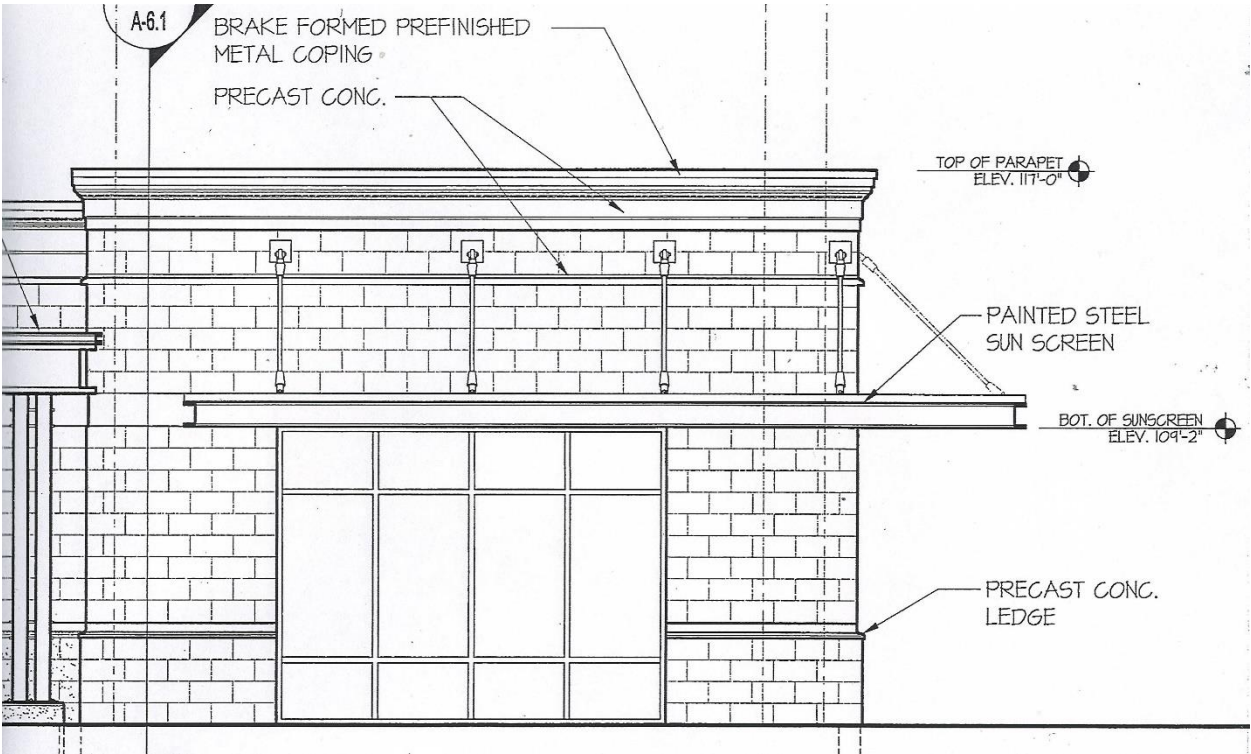 A-6.1
BRAKE FORMED PREFINISHED
METAL COPING
PRECAST CONC.
TOP OF PARAPET
ELEV. 117'-0"
PAINTED STEEL
SUN SCREEN
BOT. OF SUNSCREEN
ELEV. 109'-2"
PRECAST CONC.
LEDGE